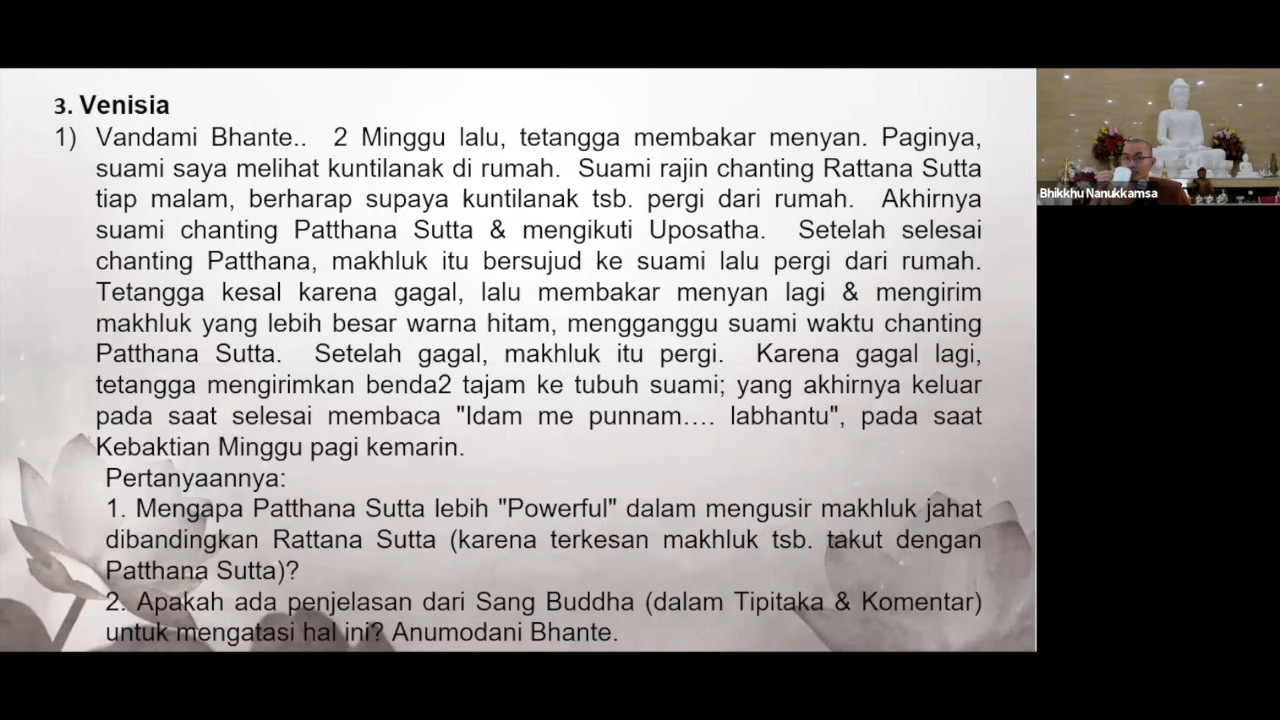 3. Venisia
1) Vandami Bhante.. 2 Minggu lalu, tetangga membakar menyan. Paginya,
suami saya melihat kuntilanak di rumah. Suami rajin chanting Rattana Sutta
tiap malam, berharap supaya kuntilanak tsb. pergi dari rumah. Akhirnya
suami chanting Patthana Sutta & mengikuti Uposatha. Setelah selesai
chanting Patthana, makhluk itu bersujud ke suami lalu pergi dari rumah.
Tetangga kesal karena gagal, lalu membakar menyan lagi & mengirim
makhluk yang lebih besar warna hitam, mengganggu suami waktu chanting
Patthana Sutta. Setelah gagal, makhluk itu pergi. Karena gagal lagi,
tetangga mengirimkan benda2 tajam ke tubuh suami; yang akhirnya keluar
pada saat selesai membaca "Idam me punnam.... labhantu", pada saat
Kebaktian Minggu pagi kemarin.
Pertanyaannya:
1. Mengapa Patthana Sutta lebih "Powerful" dalam mengusir makhluk jahat
dibandingkan Rattana Sutta (karena terkesan makhluk tsb. takut dengan
Patthana Sutta)?
2. Apakah ada penjelasan dari Sang Buddha (dalam Tipitaka & Komentar)
untuk mengatasi hal ini? Anumodani Bhante.
Bhikkhu Nanukkamsa